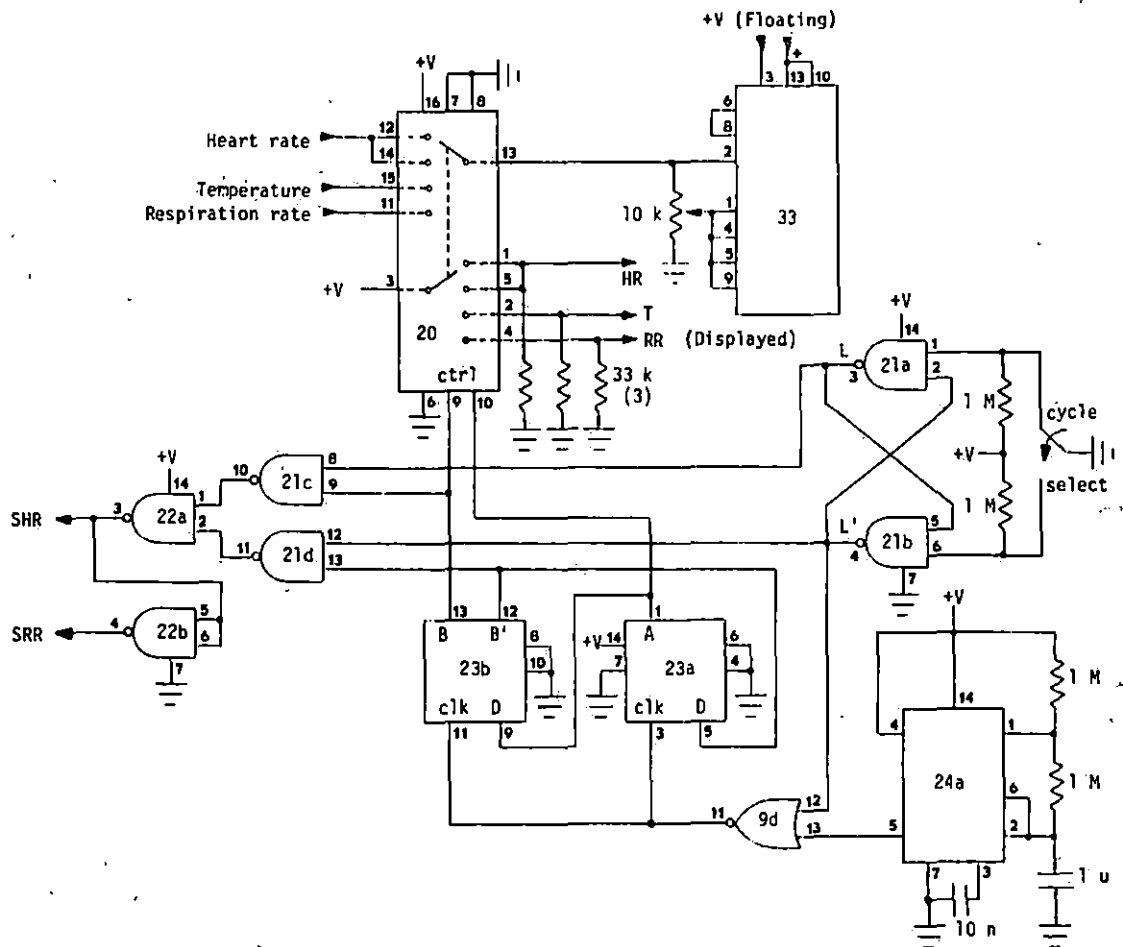 +V (Floating)
+
3 13 10
+V
16 7 8
6
8
2
12
Heart rate
14
13
15
Temperature
11
Respiration rate
10 k
1
4
5
9
33
1
HR
5
+V
3
2
T
20
4
RR (Displayed)
ctrl
6 9 10
33 k
(3)
+V
14
L
3
21a
1
2
1 M
cycle
+V
select
1 M
L'
4
21b
5
6
7
+V
14
10
21c
8
9
SHR
3
22a
1
2
11
21d
12
13
SRR
4
22b
5
6
7
13
12
B
B'
8
10
23b
clk
D
11
9
+V
14
7
1
A
6
4
23a
clk
D
3
5
11
9d
12
13
+V
14
4
1
1 M
24a
6
1 M
5
2
7
3
10 n
1 u